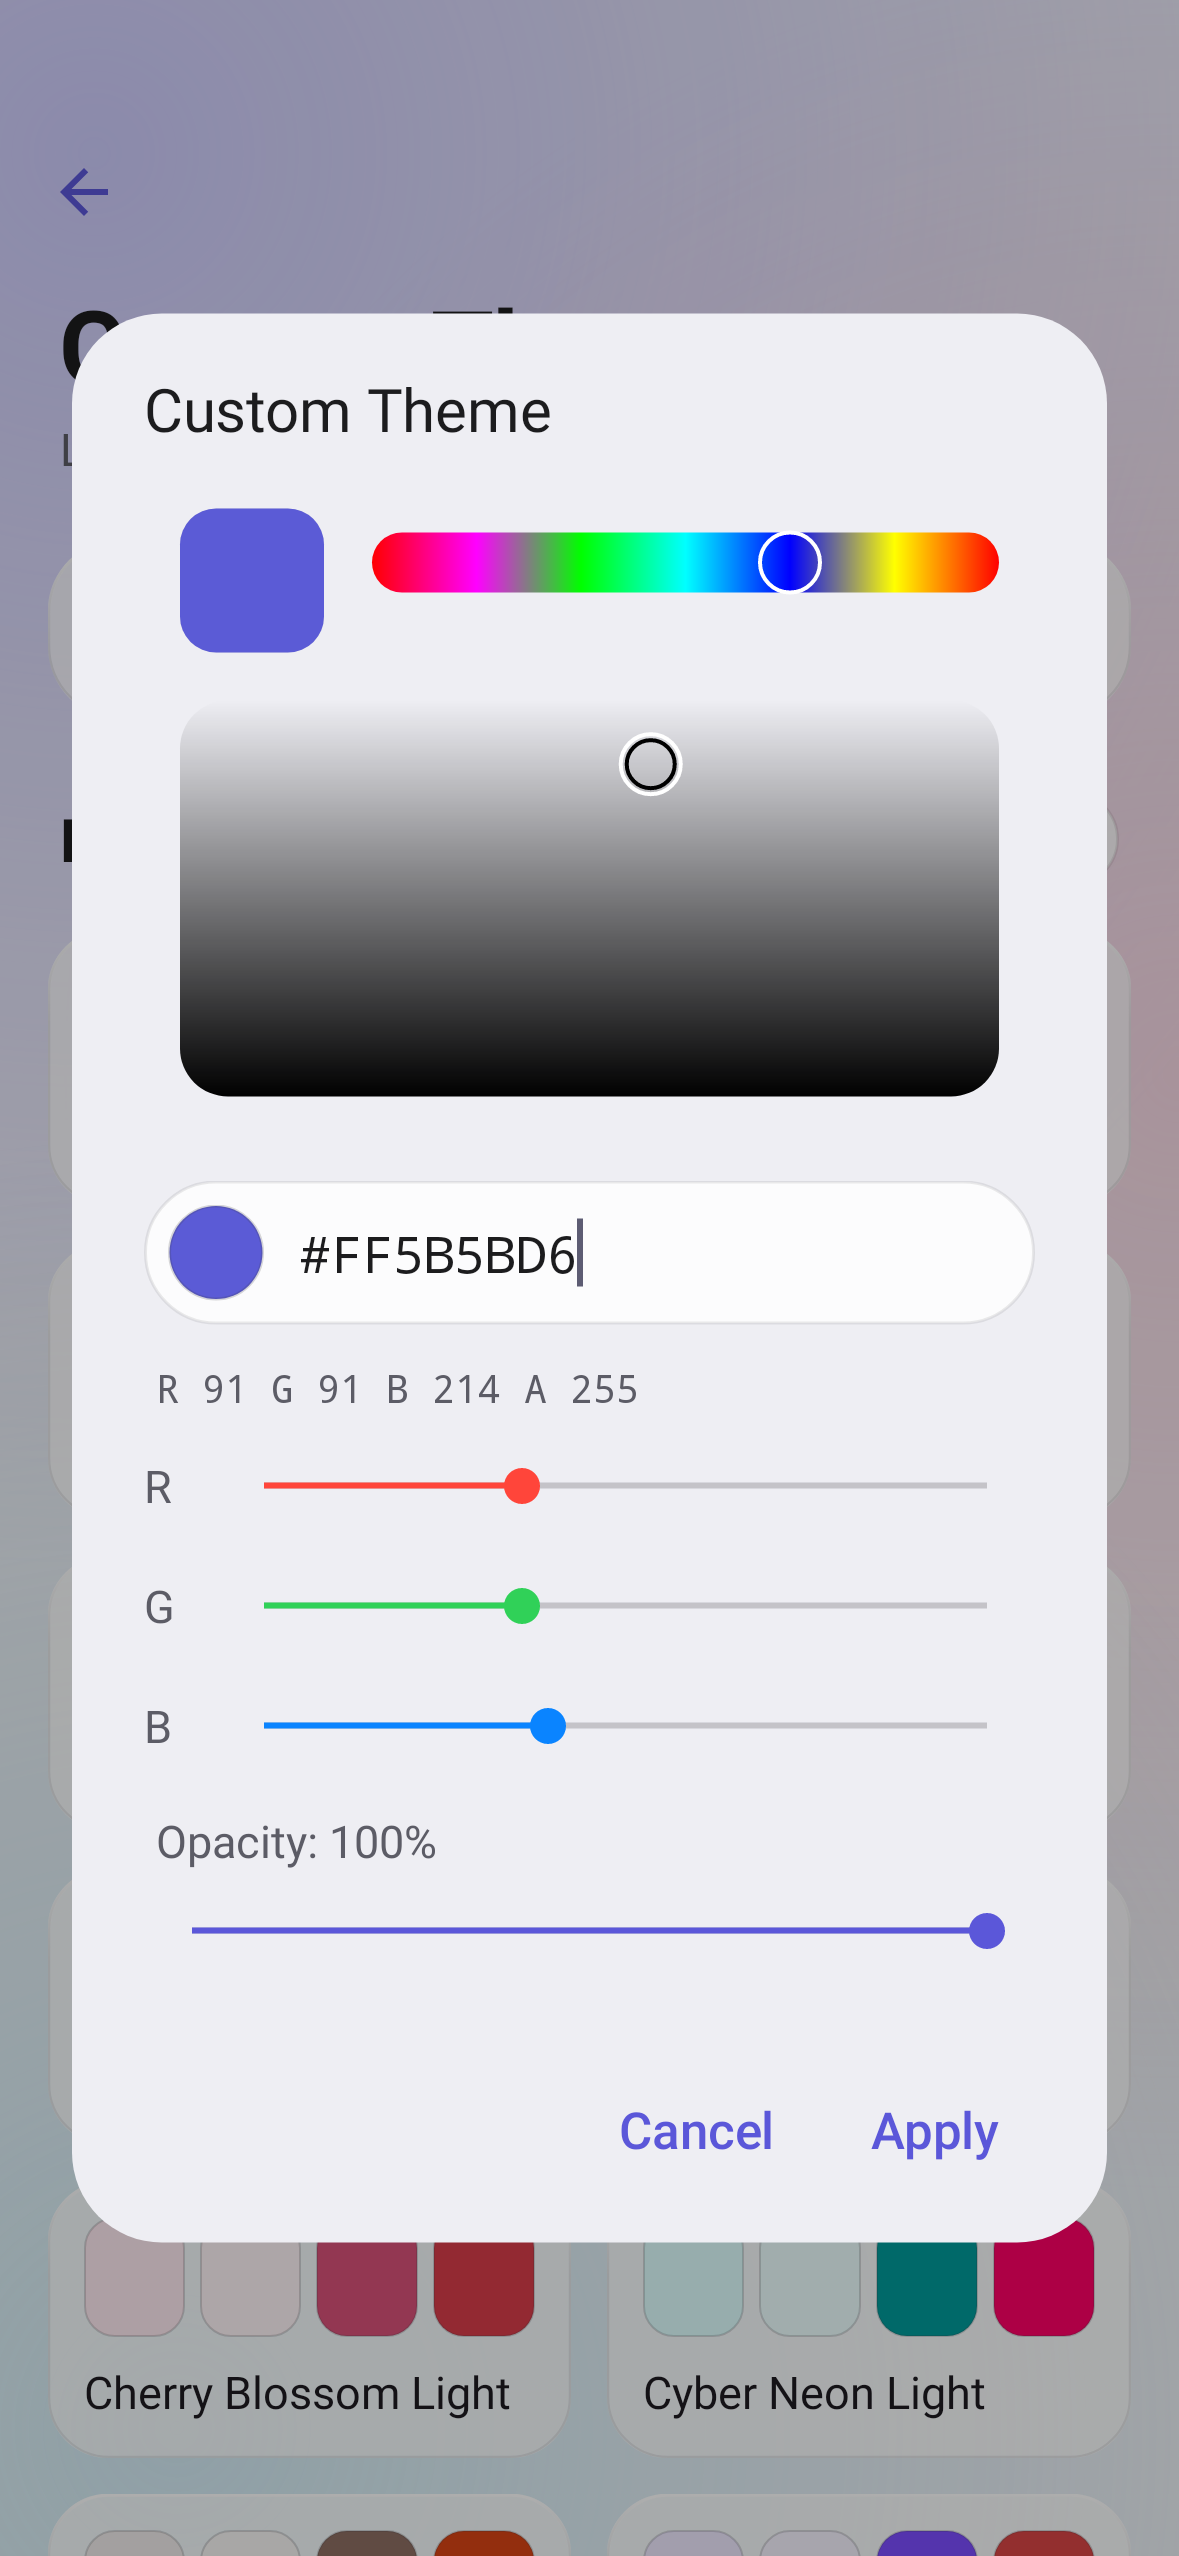 Custom Theme
#FF5B5BD6
R 91 G 91 B 214 A 255
R
G
B
Opacity: 100%
Cancel Apply
Cherry Blossom Light
Cyber Neon Light